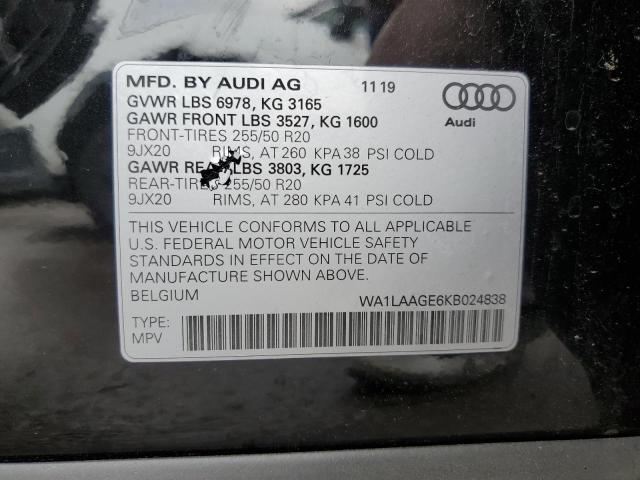 MFD. BY AUDI AG 11 19
GVWR LBS 6978, KG 3165
GAWR FRONT LBS 3527, KG 1600
FRONT-TIRES 255/50 R20
9JX20 RIMS, AT 260 KPA 38 PSI COLD
GAWR REAR LBS 3803, KG 1725
REAR-TIRES 255/50 R20
9JX20 RIMS, AT 280 KPA 41 PSI COLD
Audi
THIS VEHICLE CONFORMS TO ALL APPLICABLE
U.S. FEDERAL MOTOR VEHICLE SAFETY
STANDARDS IN EFFECT ON THE DATE OF
MANUFACTURE SHOWN ABOVE.
BELGIUM WA1LAAGE6KB024838
TYPE:
MPV